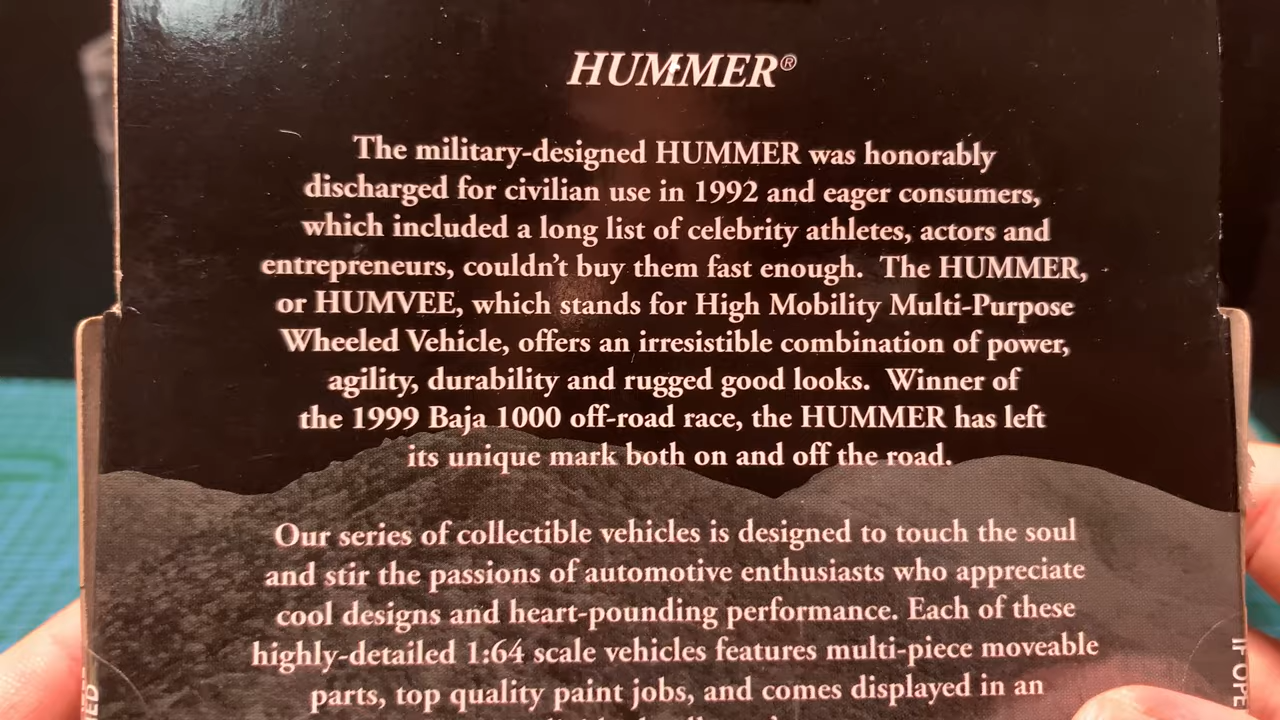 HUMMER®
The military-designed HUMMER was honorably
discharged for civilian use in 1992 and eager consumers,
which included a long list of celebrity athletes, actors and
entrepreneurs, couldn't buy them fast enough. The HUMMER,
or HUMVEE, which stands for High Mobility Multi-Purpose
Wheeled Vehicle, offers an irresistible combination of power,
agility, durability and rugged good looks. Winner of
the 1999 Baja 1000 off-road race, the HUMMER has left
its unique mark both on and off the road.
Our series of collectible vehicles is designed to touch the soul
and stir the passions of automotive enthusiasts who appreciate
cool designs and heart-pounding performance. Each of these
highly-detailed 1:64 scale vehicles features multi-piece moveable
parts, top quality paint jobs, and comes displayed in an
IF